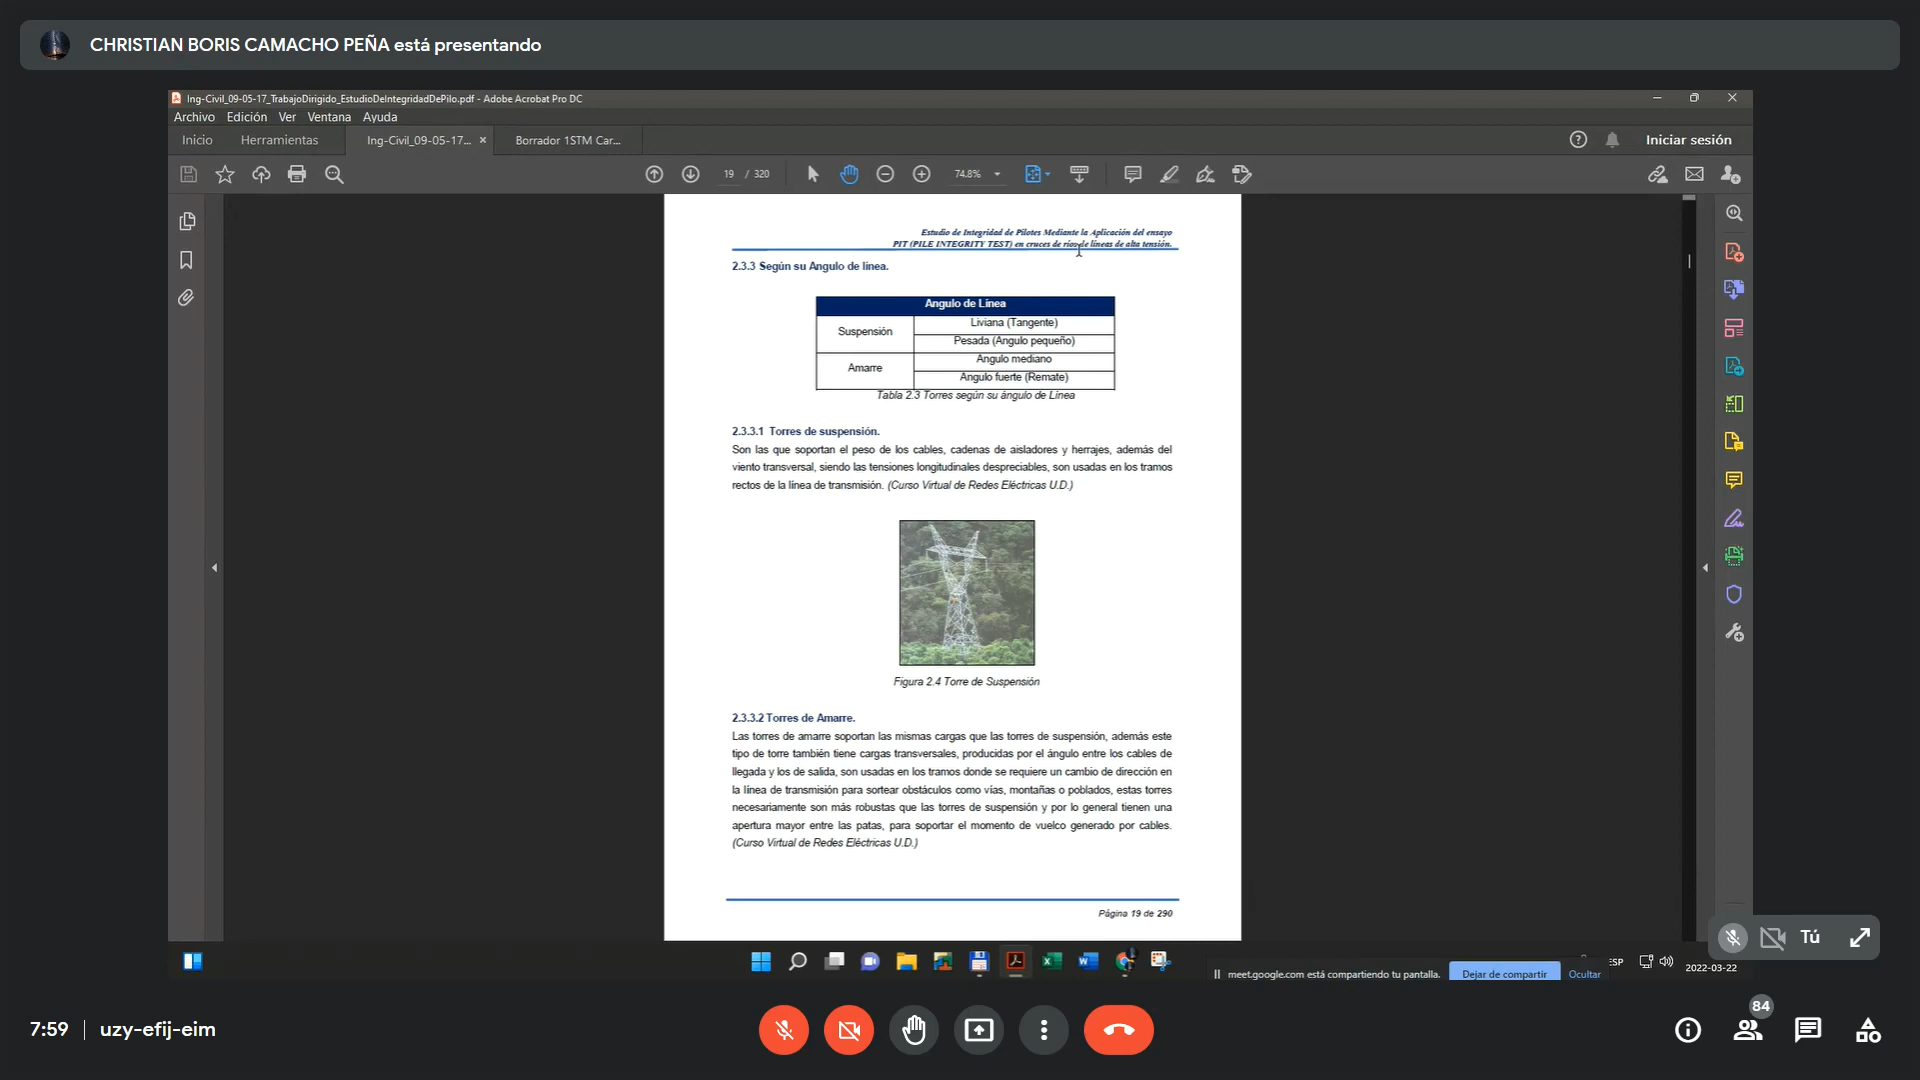 CHRISTIAN BORIS CAMACHO PEÑA está presentando
Ing-Civil_09-05-17_TrabajoDirigido_EstudioDeIntegridadDePilo.pdf - Adobe Acrobat Pro DC
Archivo Edición Ver Ventana Ayuda
Inicio Herramientas Ing-Civil_09-05-17... × Borrador 1STM Car... Iniciar sesión
19 / 320 74.8%
Estudio de Integridad de Pilotes Mediante la Aplicación del ensayo
PIT (PILE INTEGRITY TEST) en cruces de ríos de líneas de alta tensión.
2.3.3 Según su Angulo de línea.
Angulo de Línea
Suspensión
Liviana (Tangente)
Pesada (Angulo pequeño)
Amarre
Angulo mediano
Angulo fuerte (Remate)
Tabla 2.3 Torres según su ángulo de Línea
2.3.3.1 Torres de suspensión.
Son las que soportan el peso de los cables, cadenas de aisladores y herrajes, además del
viento transversal, siendo las tensiones longitudinales despreciables, son usadas en los tramos
rectos de la línea de transmisión. (Curso Virtual de Redes Eléctricas U.D.)
Figura 2.4 Torre de Suspensión
2.3.3.2 Torres de Amarre.
Las torres de amarre soportan las mismas cargas que las torres de suspensión, además este
tipo de torre también tiene cargas transversales, producidas por el ángulo entre los cables de
llegada y los de salida, son usadas en los tramos donde se requiere un cambio de dirección en
la línea de transmisión para sortear obstáculos como vías, montañas o poblados, estas torres
necesariamente son más robustas que las torres de suspensión y por lo general tienen una
apertura mayor entre las patas, para soportar el momento de vuelco generado por cables.
(Curso Virtual de Redes Eléctricas U.D.)
Página 19 de 290
Tú
meet.google.com está compartiendo tu pantalla. Dejar de compartir Ocultar
ESP
2022-03-22
7:59 uzy-efij-eim
84